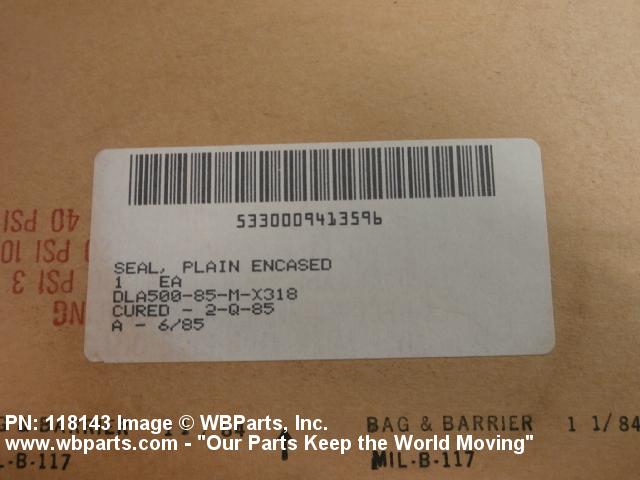 5330009413596
SEAL, PLAIN ENCASED
1 EA
DLA500-85-M-X318
CURED - 2-Q-85
A - 6/85
40 PSI
PSI 10
PSI 3
BAG & BARRIER 1 1/84
MIL-B-117
PN: 118143 Image © WBParts, Inc.
www.wbparts.com - "Our Parts Keep the World Moving"
-B-117